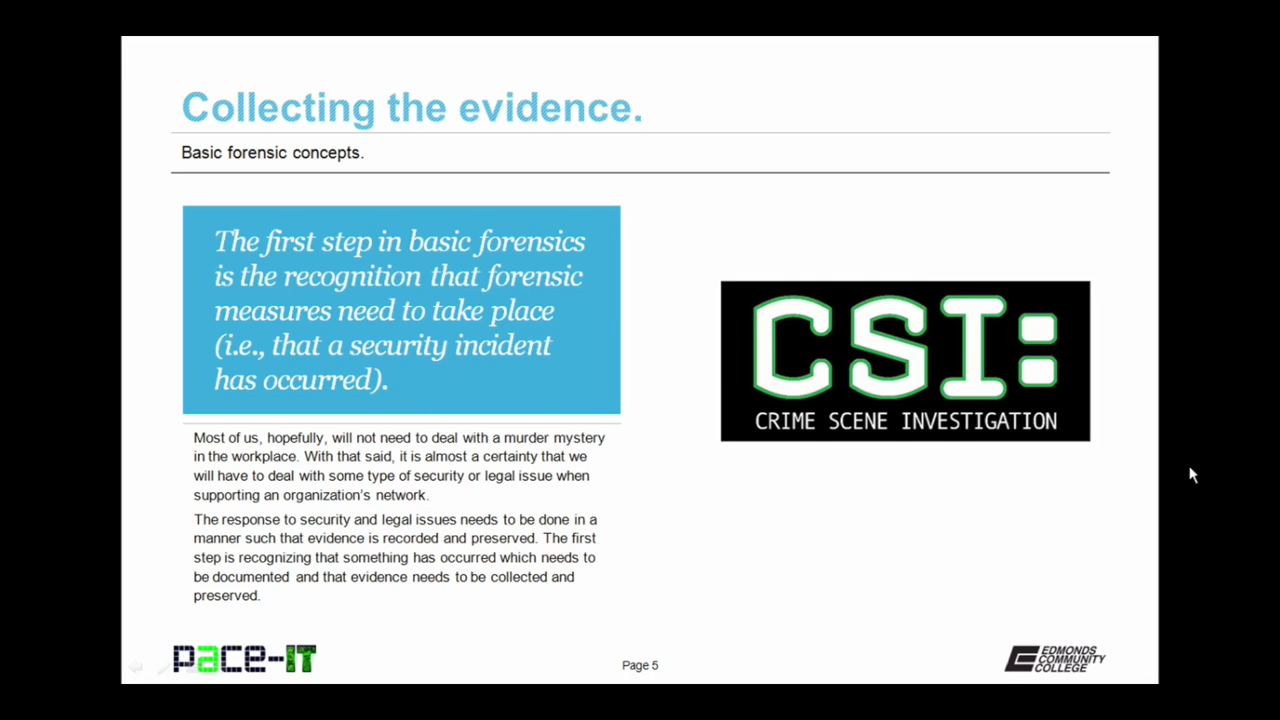 Collecting the evidence.
Basic forensic concepts.
The first step in basic forensics
is the recognition that forensic
measures need to take place
(i.e., that a security incident
has occurred).
Most of us, hopefully, will not need to deal with a murder mystery
in the workplace. With that said, it is almost a certainty that we
will have to deal with some type of security or legal issue when
supporting an organization's network.
The response to security and legal issues needs to be done in a
manner such that evidence is recorded and preserved. The first
step is recognizing that something has occurred which needs to
be documented and that evidence needs to be collected and
preserved.
CSI:
CRIME SCENE INVESTIGATION
pace-IT
Page 5
EDMONDS
COMMUNITY
COLLEGE